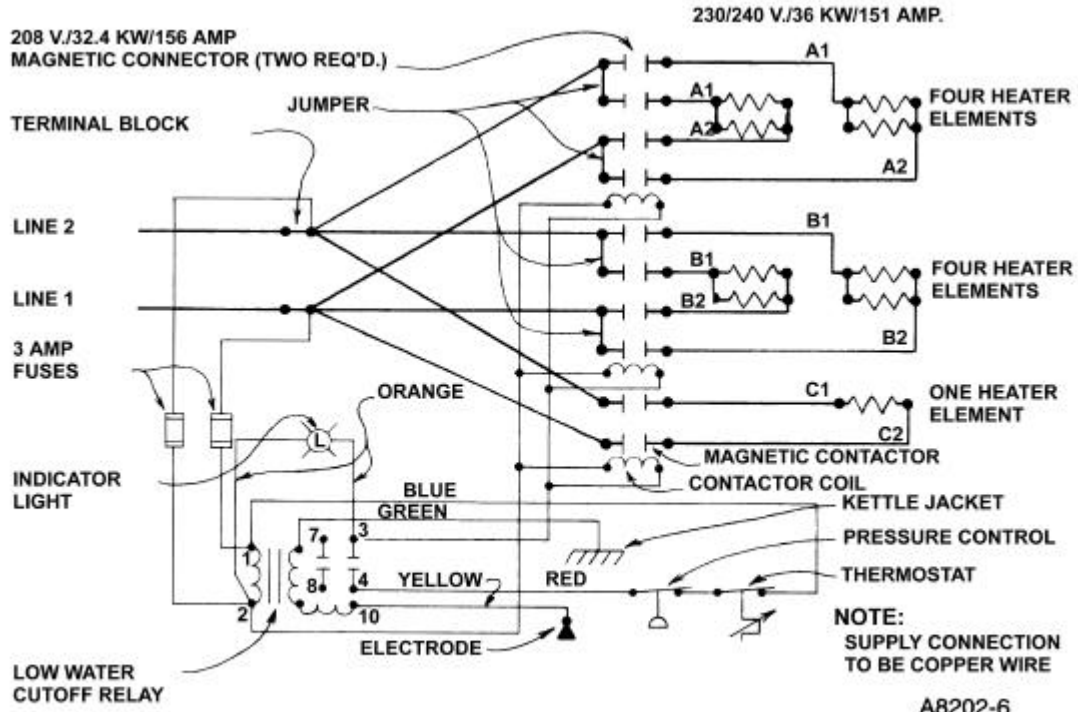 230/240 V./36 KW/151 AMP.
208 V./32.4 KW/156 AMP
MAGNETIC CONNECTOR (TWO REQ'D.)
A1
JUMPER
A1
FOUR HEATER
ELEMENTS
TERMINAL BLOCK
A2
A2
LINE 2
B1
B1
FOUR HEATER
ELEMENTS
LINE 1
B2
B2
3 AMP
FUSES
ORANGE
C1
ONE HEATER
ELEMENT
L
C2
MAGNETIC CONTACTOR
INDICATOR
LIGHT
CONTACTOR COIL
BLUE
KETTLE JACKET
GREEN
7
3
PRESSURE CONTROL
1
8
4
YELLOW
RED
THERMOSTAT
2
10
NOTE:
SUPPLY CONNECTION
TO BE COPPER WIRE
ELECTRODE
LOW WATER
CUTOFF RELAY
A8202-6